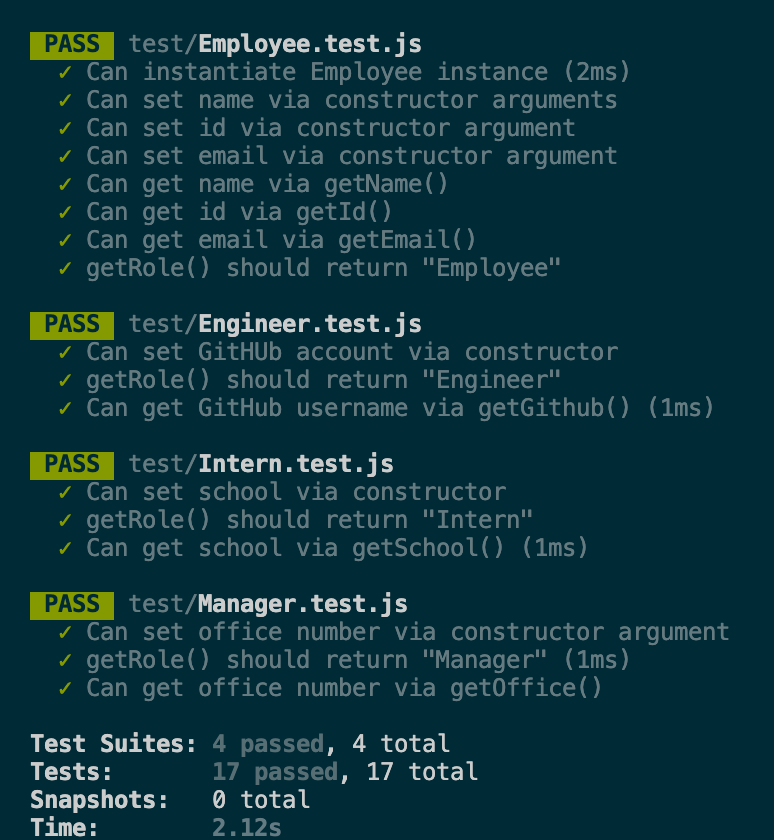 PASS test/Employee.test.js
✓ Can instantiate Employee instance (2ms)
✓ Can set name via constructor arguments
✓ Can set id via constructor argument
✓ Can set email via constructor argument
✓ Can get name via getName()
✓ Can get id via getId()
✓ Can get email via getEmail()
✓ getRole() should return "Employee"
PASS test/Engineer.test.js
✓ Can set GitHUb account via constructor
✓ getRole() should return "Engineer"
✓ Can get GitHub username via getGithub() (1ms)
PASS test/Intern.test.js
✓ Can set school via constructor
✓ getRole() should return "Intern"
✓ Can get school via getSchool() (1ms)
PASS test/Manager.test.js
✓ Can set office number via constructor argument
✓ getRole() should return "Manager" (1ms)
✓ Can get office number via getOffice()
Test Suites: 4 passed, 4 total
Tests: 17 passed, 17 total
Snapshots: 0 total
Time: 2.12s